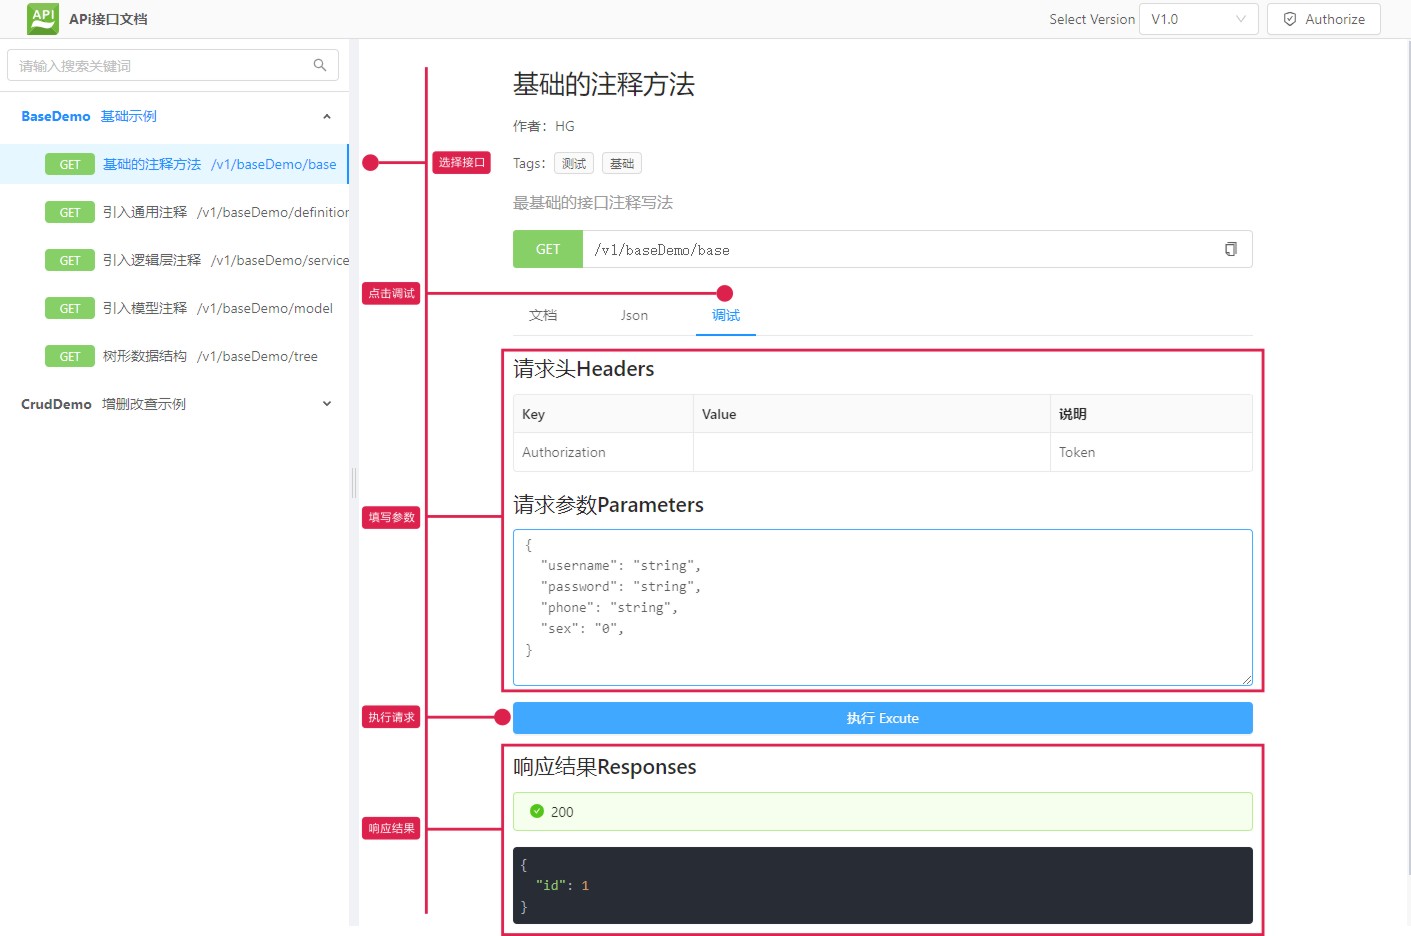 API
APi接口文档
Select Version
V1.0
Authorize
请输入搜索关键词
BaseDemo 基础示例
GET 基础的注释方法 /v1/baseDemo/base
GET 引入通用注释 /v1/baseDemo/definition
GET 引入逻辑层注释 /v1/baseDemo/service
GET 引入模型注释 /v1/baseDemo/model
GET 树形数据结构 /v1/baseDemo/tree
CrudDemo 增删改查示例
选择接口
点击调试
填写参数
执行请求
响应结果
基础的注释方法
作者：HG
Tags： 测试 基础
最基础的接口注释写法
GET /v1/baseDemo/base
文档 Json 调试
请求头Headers
Key Value 说明
Authorization Token
请求参数Parameters
{
"username": "string",
"password": "string",
"phone": "string",
"sex": "0",
}
执行 Excute
响应结果Responses
200
{
"id": 1
}